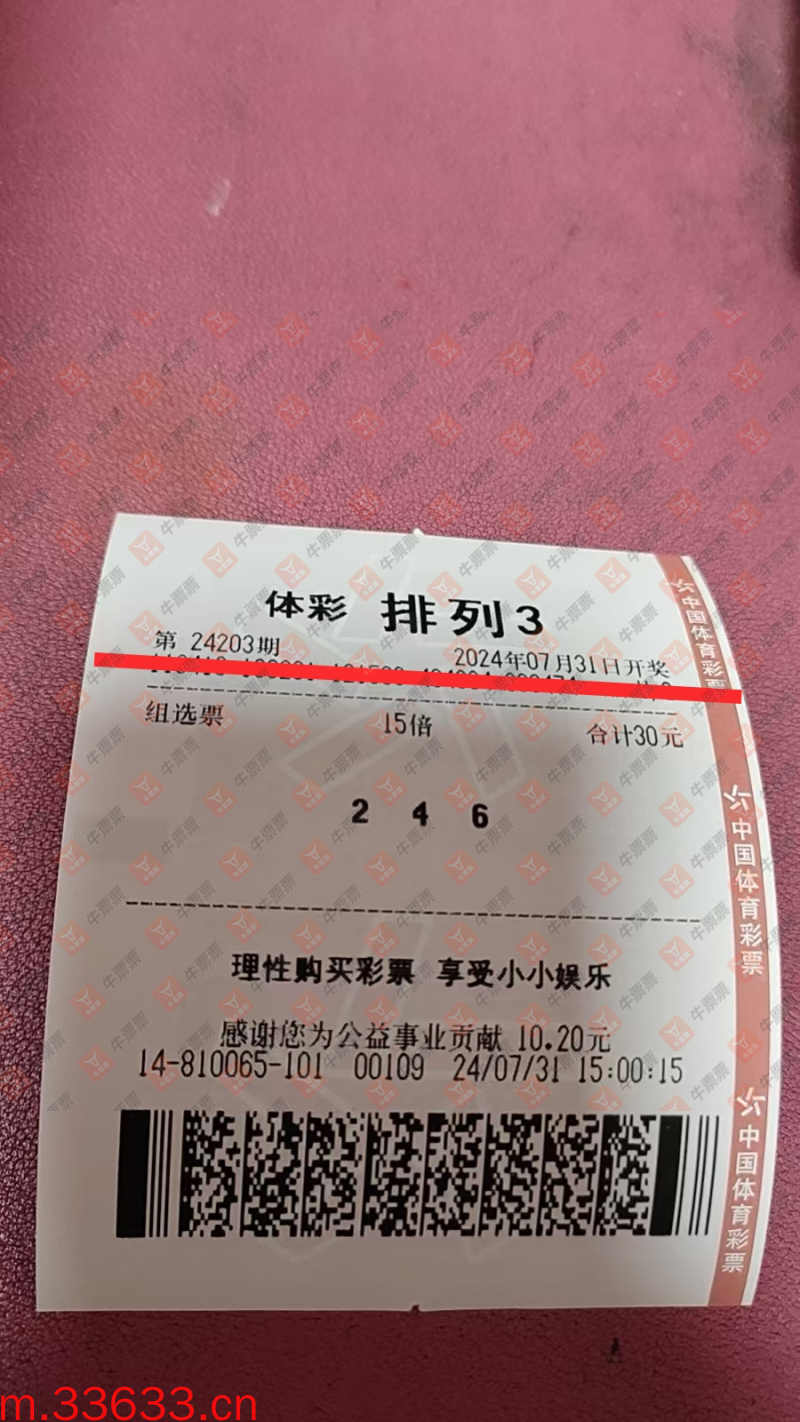 体彩 排列3
第 24203期 2024年07月31日开奖
组选票 15倍 合计30元
2 4 6
理性购买彩票 享受小小娱乐
感谢您为公益事业贡献 10.20元
14-810065-101 00109 24/07/31 15:00:15
中国体育彩票
中国体育彩票
中国体育彩票
牛票票
m.33633.cn